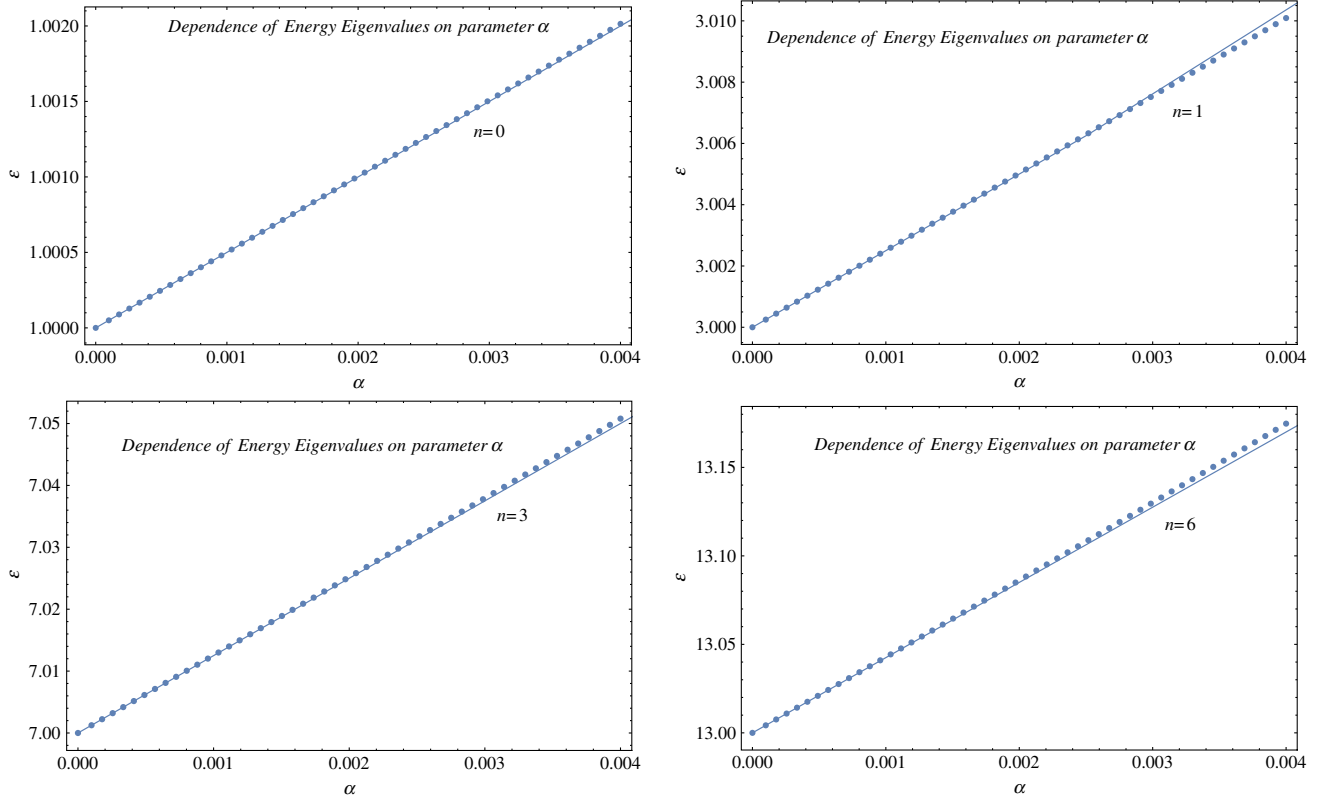 Dependence of Energy Eigenvalues on parameter α
1.0020
1.0015
1.0010
1.0005
1.0000
ε
n=0
0.000 0.001 0.002 0.003 0.004
α
Dependence of Energy Eigenvalues on parameter α
3.010
3.008
3.006
3.004
3.002
3.000
ε
n=1
0.000 0.001 0.002 0.003 0.004
α
Dependence of Energy Eigenvalues on parameter α
7.05
7.04
7.03
7.02
7.01
7.00
ε
n=3
0.000 0.001 0.002 0.003 0.004
α
Dependence of Energy Eigenvalues on parameter α
13.15
13.10
13.05
13.00
ε
n=6
0.000 0.001 0.002 0.003 0.004
α